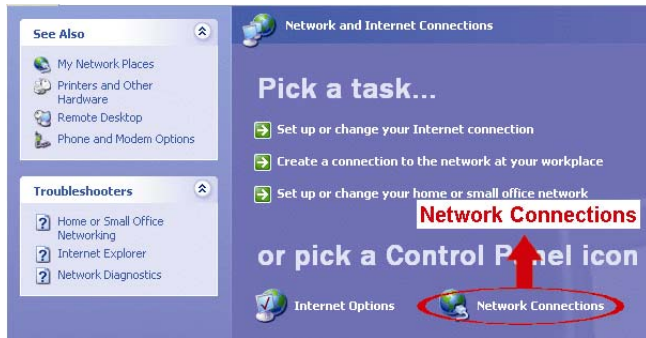 See Also
My Network Places
Printers and Other
Hardware
Remote Desktop
Phone and Modem Options
Troubleshooters
Home or Small Office
Networking
Internet Explorer
Network Diagnostics
Network and Internet Connections
Pick a task...
Set up or change your Internet connection
Create a connection to the network at your workplace
Set up or change your home or small office network
Network Connections
or pick a Control Panel icon
Internet Options
Network Connections